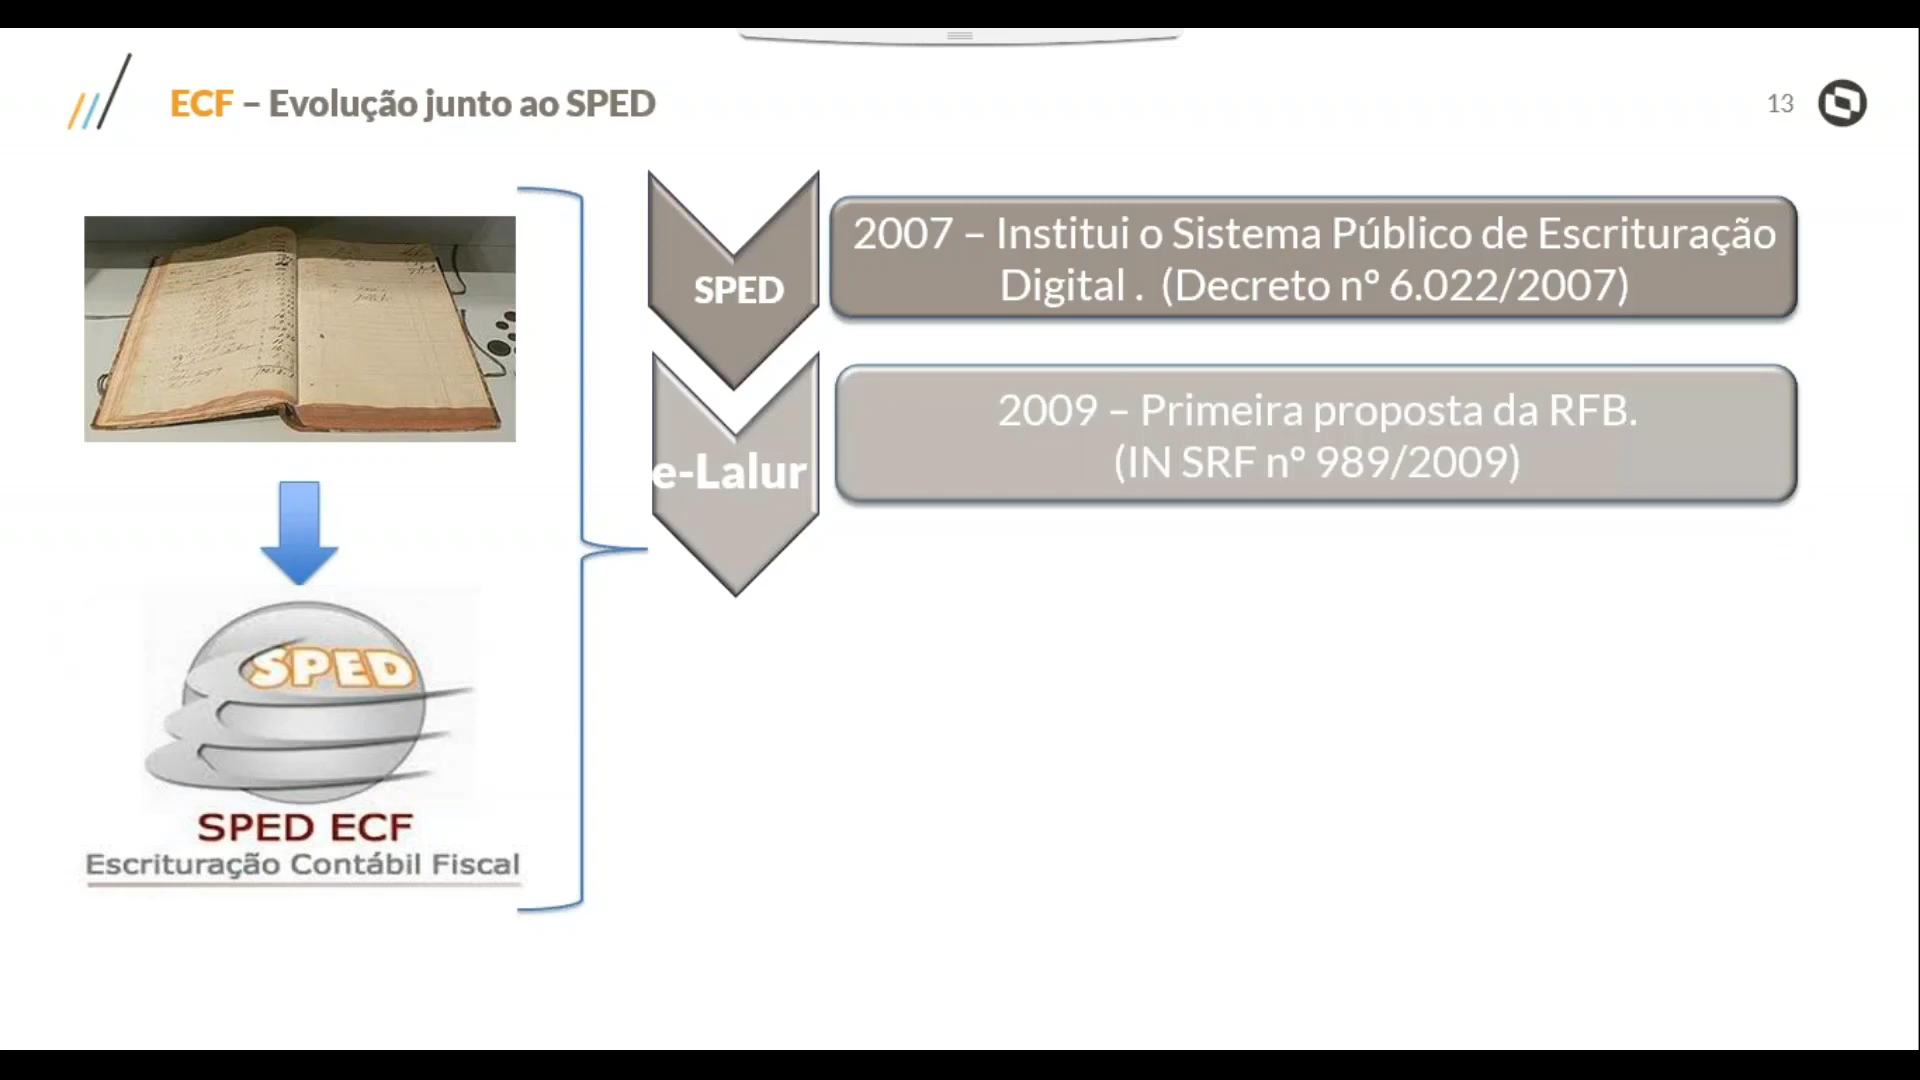 ECF – Evolução junto ao SPED
13
SPED
2007 – Institui o Sistema Público de Escrituração
Digital . (Decreto nº 6.022/2007)
e-Lalur
2009 – Primeira proposta da RFB.
(IN SRF nº 989/2009)
SPED
SPED ECF
Escrituração Contábil Fiscal